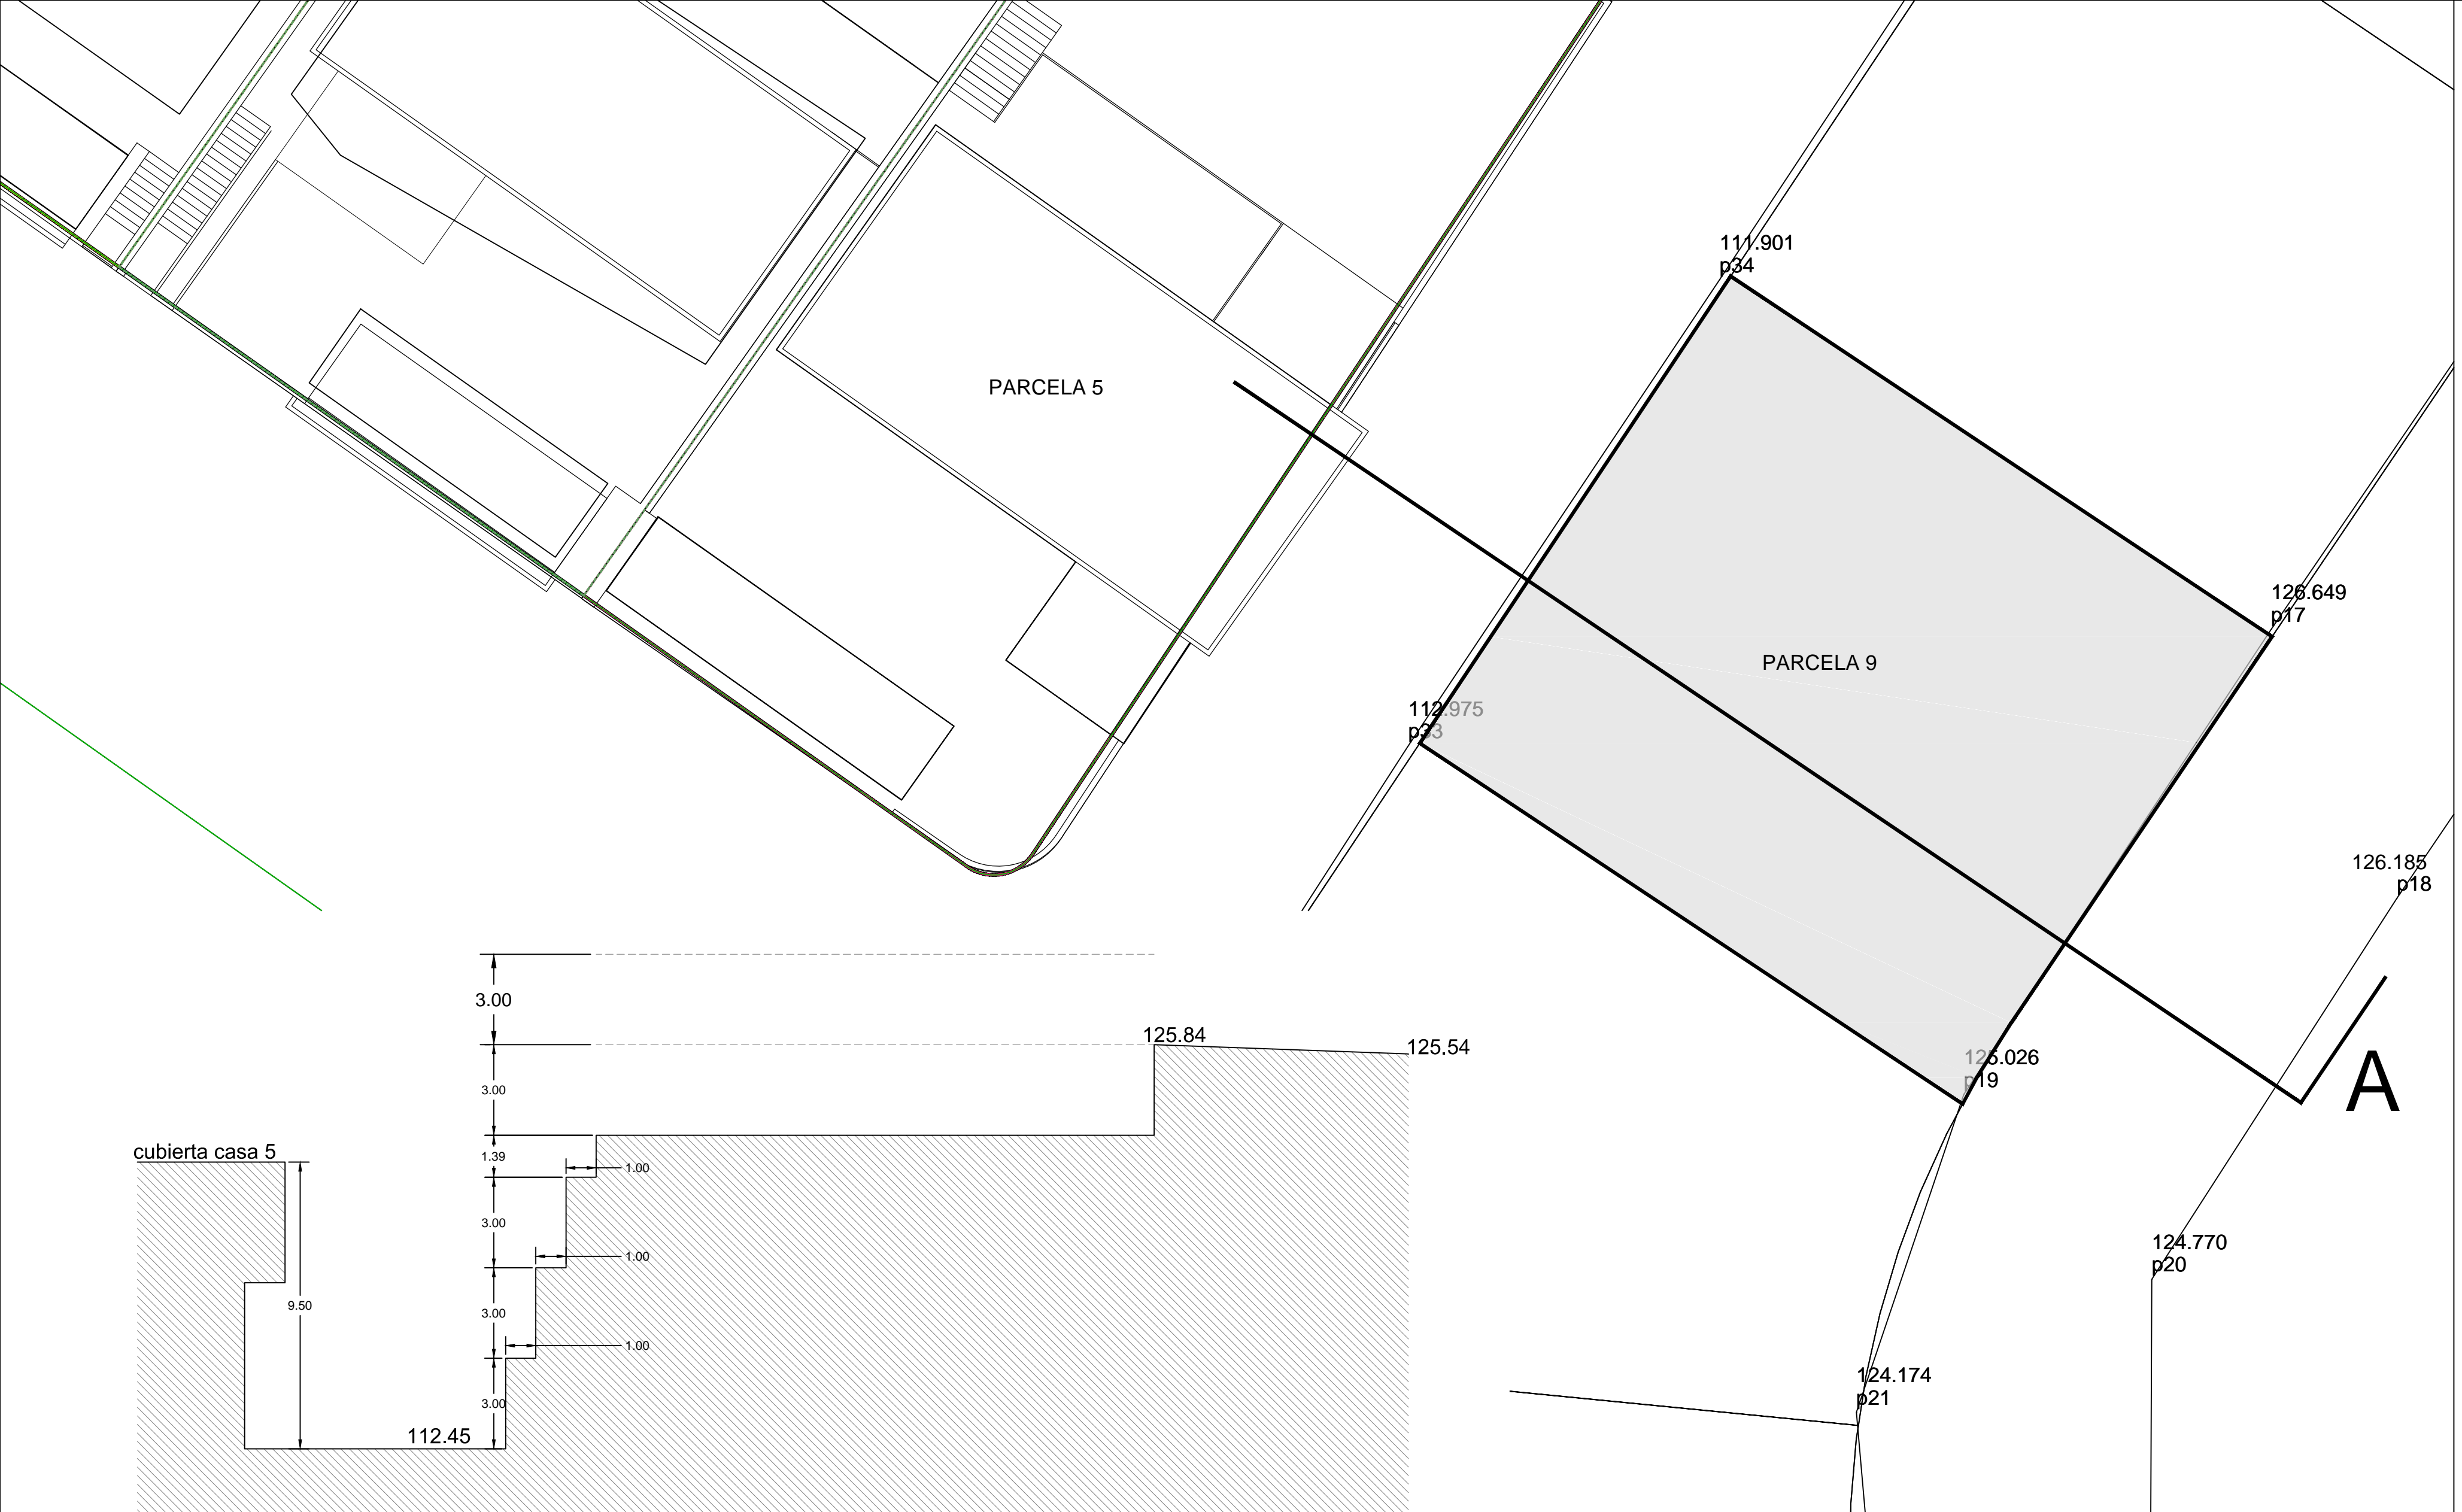 111.901
p34
PARCELA 5
126.649
p17
PARCELA 9
112.975
p33
126.185
p18
3.00
125.84
125.54
125.026
p19
3.00
A
cubierta casa 5
1.39
1.00
3.00
1.00
124.770
p20
9.50
3.00
1.00
124.174
p21
3.00
112.45